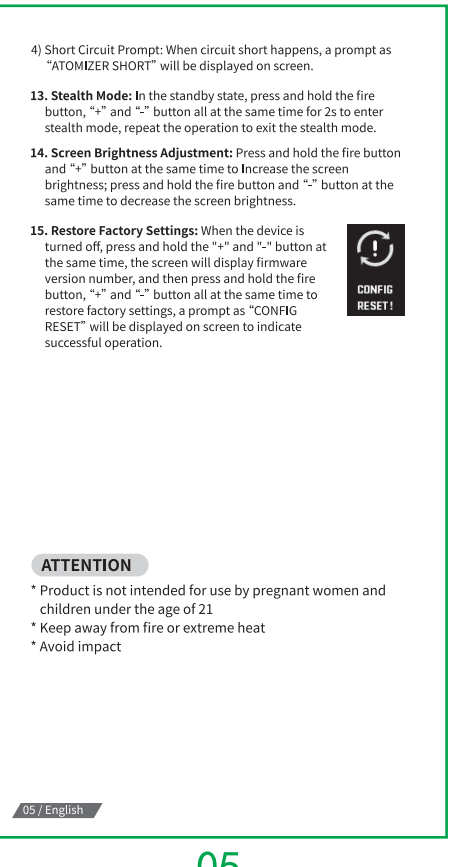 4) Short Circuit Prompt: When circuit short happens, a prompt as
“ATOMIZER SHORT” will be displayed on screen.
13. Stealth Mode: In the standby state, press and hold the fire
button, “+” and “-” button all at the same time for 2s to enter
stealth mode, repeat the operation to exit the stealth mode.
14. Screen Brightness Adjustment: Press and hold the fire button
and “+” button at the same time to Increase the screen
brightness; press and hold the fire button and “-” button at the
same time to decrease the screen brightness.
15. Restore Factory Settings: When the device is
turned off, press and hold the "+" and "-" button at
the same time, the screen will display firmware
version number, and then press and hold the fire
button, “+” and “-” button all at the same time to
restore factory settings, a prompt as “CONFIG
RESET” will be displayed on screen to indicate
successful operation.
CONFIG
RESET!
ATTENTION
* Product is not intended for use by pregnant women and
children under the age of 21
* Keep away from fire or extreme heat
* Avoid impact
05 / English
05